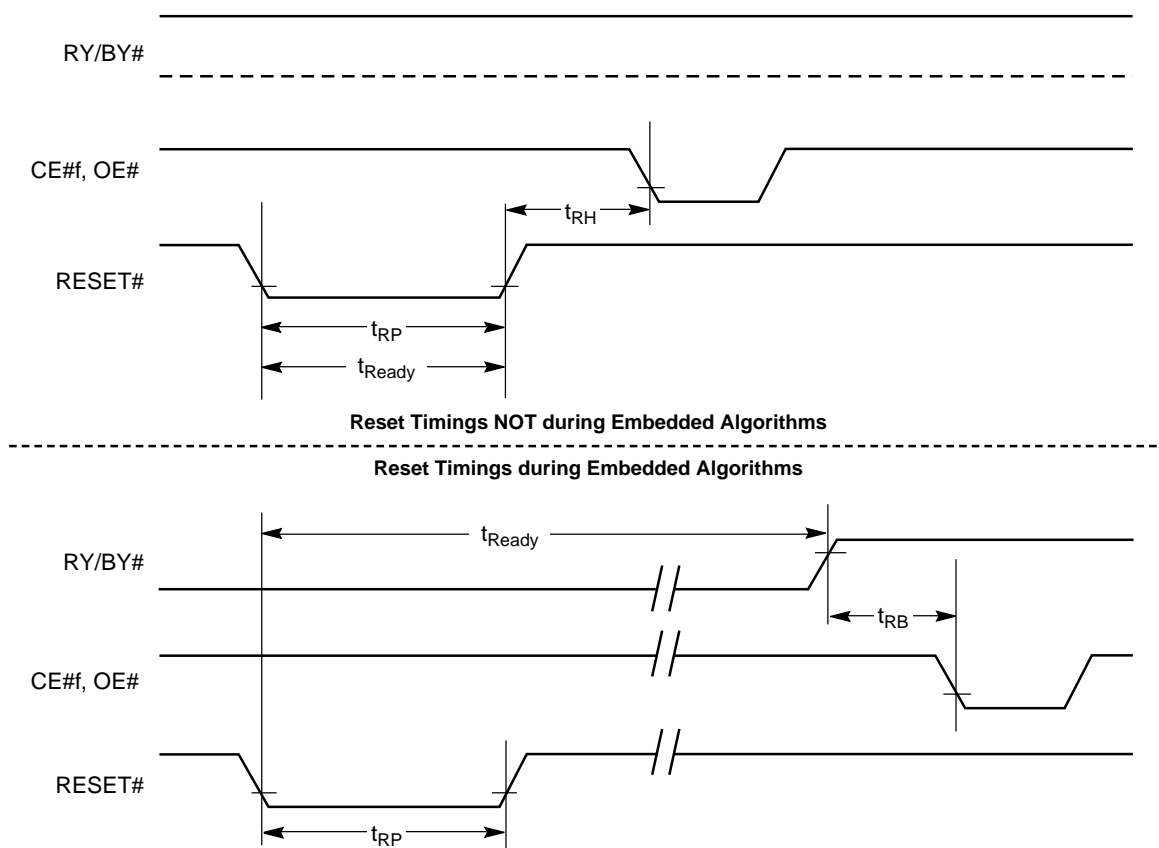 RY/BY#
CE#f, OE#
tRH
RESET#
tRP
tReady
Reset Timings NOT during Embedded Algorithms
Reset Timings during Embedded Algorithms
tReady
RY/BY#
tRB
CE#f, OE#
RESET#
tRP